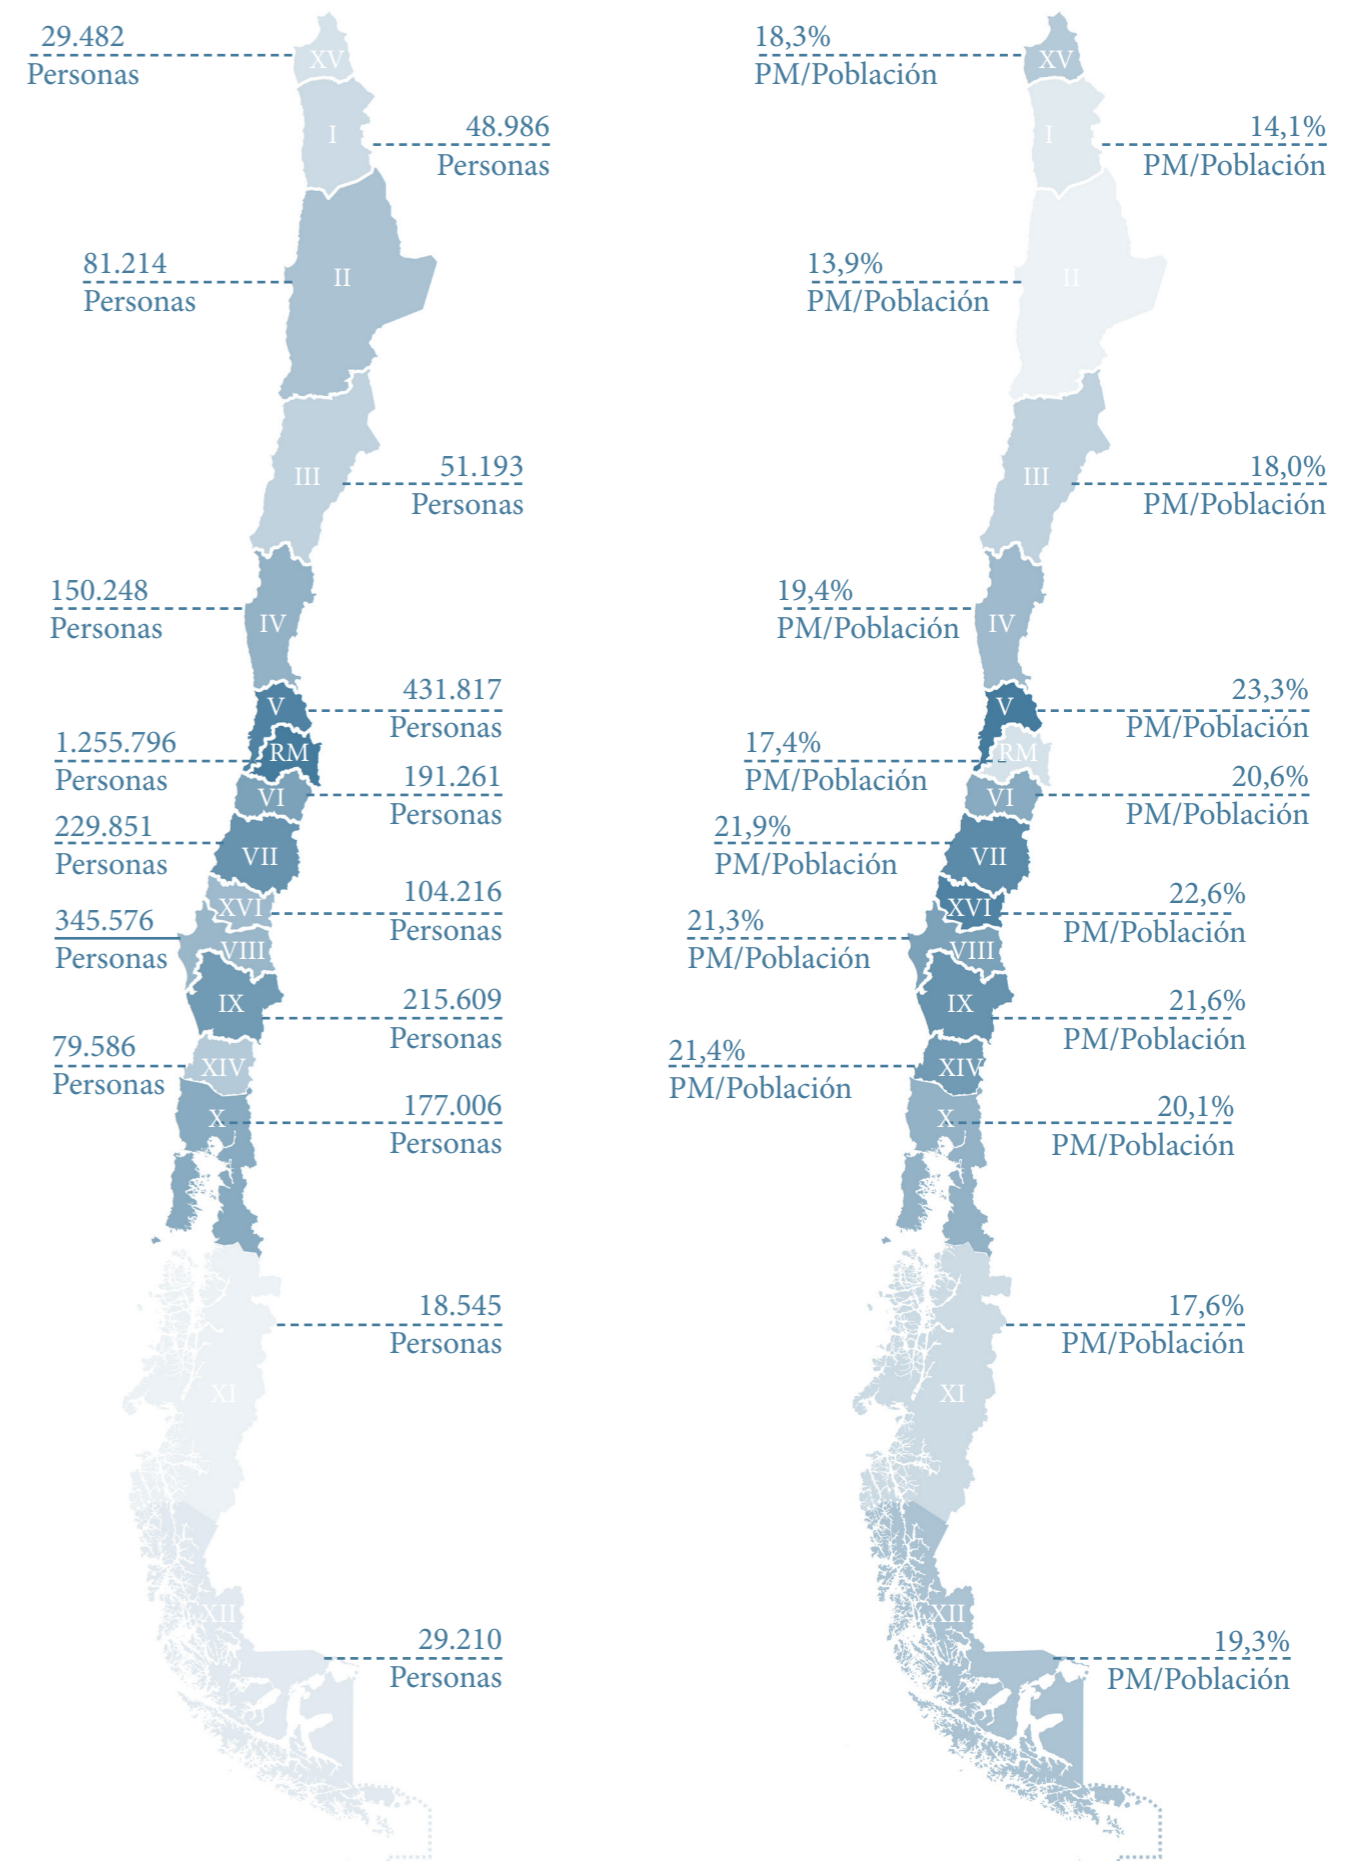 29.482
Personas
XV
I
48.986
Personas
81.214
Personas
II
III
51.193
Personas
150.248
Personas
IV
V
431.817
Personas
1.255.796
Personas
RM
191.261
Personas
VI
229.851
Personas
VII
104.216
Personas
XVI
345.576
Personas
VIII
IX
215.609
Personas
79.586
Personas
XIV
177.006
Personas
X
18.545
Personas
XI
XII
29.210
Personas
18,3%
PM/Población
XV
I
14,1%
PM/Población
13,9%
PM/Población
II
III
18,0%
PM/Población
19,4%
PM/Población
IV
V
23,3%
PM/Población
17,4%
PM/Población
RM
20,6%
PM/Población
VI
21,9%
PM/Población
VII
22,6%
PM/Población
XVI
21,3%
PM/Población
VIII
IX
21,6%
PM/Población
21,4%
PM/Población
XIV
20,1%
PM/Población
X
17,6%
PM/Población
XI
XII
19,3%
PM/Población